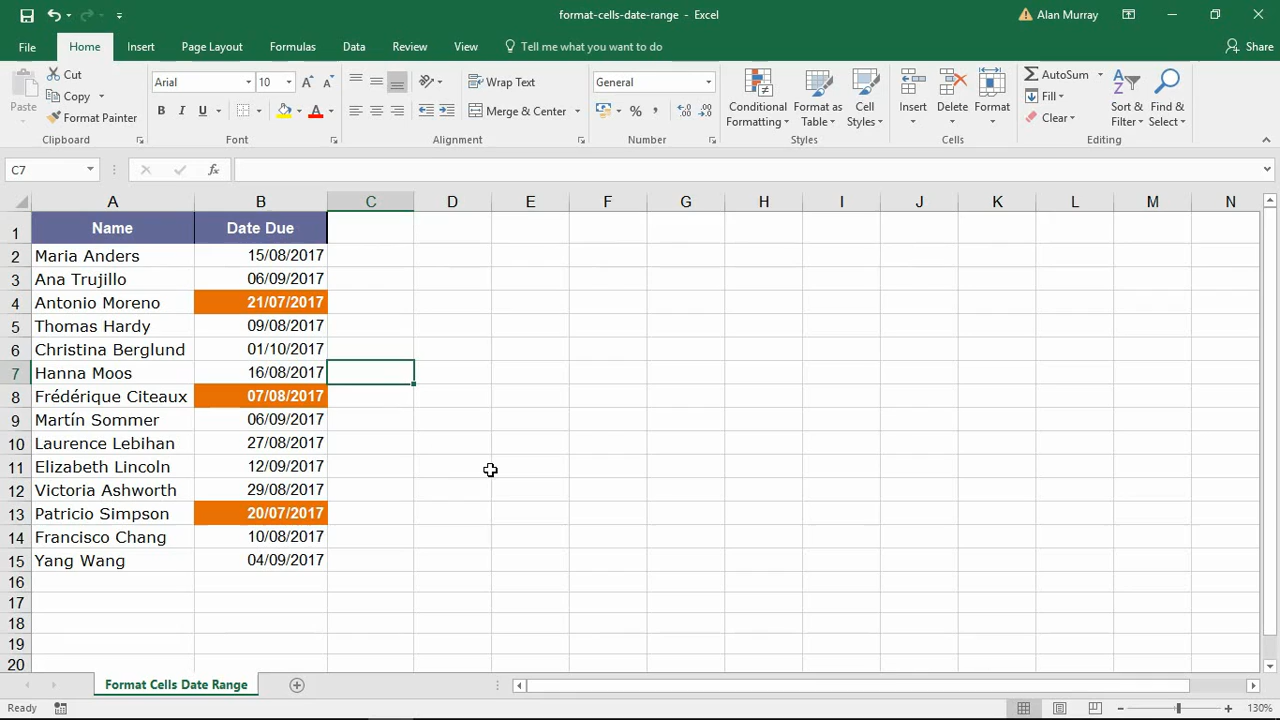 format-cells-date-range - Excel
Alan Murray
File Home Insert Page Layout Formulas Data Review View Tell me what you want to do Share
Paste
Cut
Copy
Format Painter
Clipboard
Arial 10
B I U A
Font
Wrap Text
Merge & Center
Alignment
General
%
Number
Conditional Formatting
Format as Table
Cell Styles
Styles
Insert
Delete
Format
Cells
AutoSum
Fill
Clear
Sort & Filter
Find & Select
Editing
C7 fx
A B C D E F G H I J K L M N
1 Name Date Due
2 Maria Anders 15/08/2017
3 Ana Trujillo 06/09/2017
4 Antonio Moreno 21/07/2017
5 Thomas Hardy 09/08/2017
6 Christina Berglund 01/10/2017
7 Hanna Moos 16/08/2017
8 Frédérique Citeaux 07/08/2017
9 Martín Sommer 06/09/2017
10 Laurence Lebihan 27/08/2017
11 Elizabeth Lincoln 12/09/2017
12 Victoria Ashworth 29/08/2017
13 Patricio Simpson 20/07/2017
14 Francisco Chang 10/08/2017
15 Yang Wang 04/09/2017
16
17
18
19
20
Format Cells Date Range
Ready 130%